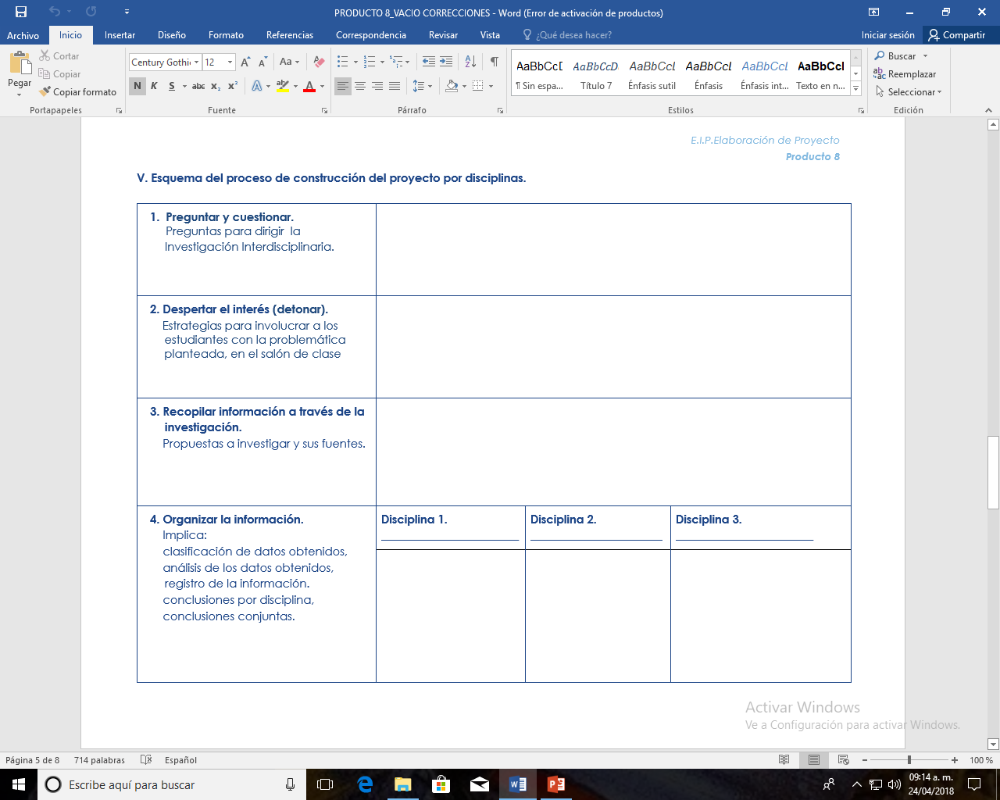 PRODUCTO 8_VACIO CORRECCIONES - Word (Error de activación de productos)
Archivo Inicio Insertar Diseño Formato Referencias Correspondencia Revisar Vista ¿Qué desea hacer? Iniciar sesión Compartir
Pegar
Cortar
Copiar
Copiar formato
Century Gothi 12
Aa
N K S abc x₂ x² A aby A
AaBbCcD AaBbCcD AaBbCcL AaBbCcL AaBbCcL AaBbCcl
¶ Sin espa... Título 7 Énfasis sutil Énfasis Énfasis int... Texto en n...
Buscar
Reemplazar
Seleccionar
Portapapeles Fuente Párrafo Estilos Edición
E.I.P.Elaboración de Proyecto
Producto 8
V. Esquema del proceso de construcción del proyecto por disciplinas.
1. Preguntar y cuestionar.
Preguntas para dirigir la
Investigación Interdisciplinaria.
2. Despertar el interés (detonar).
Estrategias para involucrar a los
estudiantes con la problemática
planteada, en el salón de clase
3. Recopilar información a través de la
investigación.
Propuestas a investigar y sus fuentes.
4. Organizar la información.
Implica:
clasificación de datos obtenidos,
análisis de los datos obtenidos,
registro de la información.
conclusiones por disciplina,
conclusiones conjuntas.
Disciplina 1. Disciplina 2. Disciplina 3.
Activar Windows
Ve a Configuración para activar Windows.
Página 5 de 8 714 palabras Español 100 %
Escribe aquí para buscar
09:14 a. m.
24/04/2018